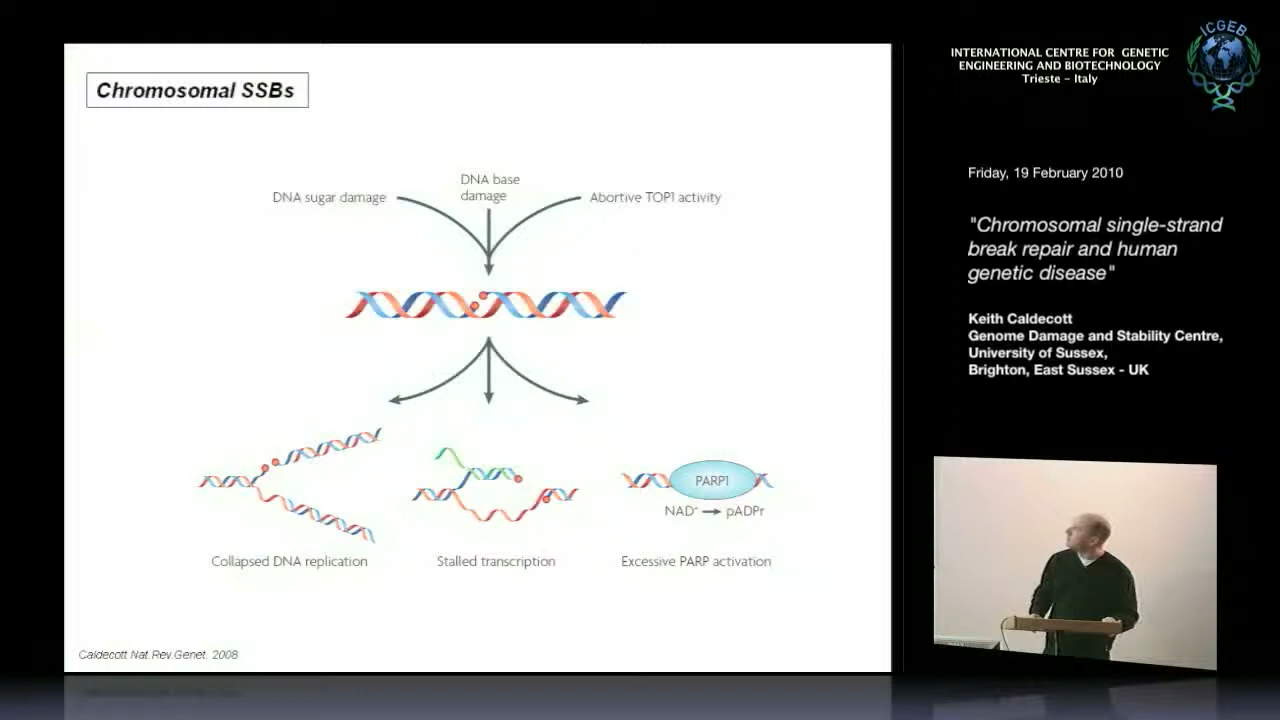 Chromosomal SSBs
DNA sugar damage
DNA base
damage
Abortive TOP1 activity
PARP1
NAD⁺ → pADPr
Collapsed DNA replication
Stalled transcription
Excessive PARP activation
Caldecott Nat.Rev.Genet. 2008
INTERNATIONAL CENTRE FOR GENETIC
ENGINEERING AND BIOTECHNOLOGY
Trieste – Italy
ICGEB
Friday, 19 February 2010
"Chromosomal single-strand
break repair and human
genetic disease"
Keith Caldecott
Genome Damage and Stability Centre,
University of Sussex,
Brighton, East Sussex - UK